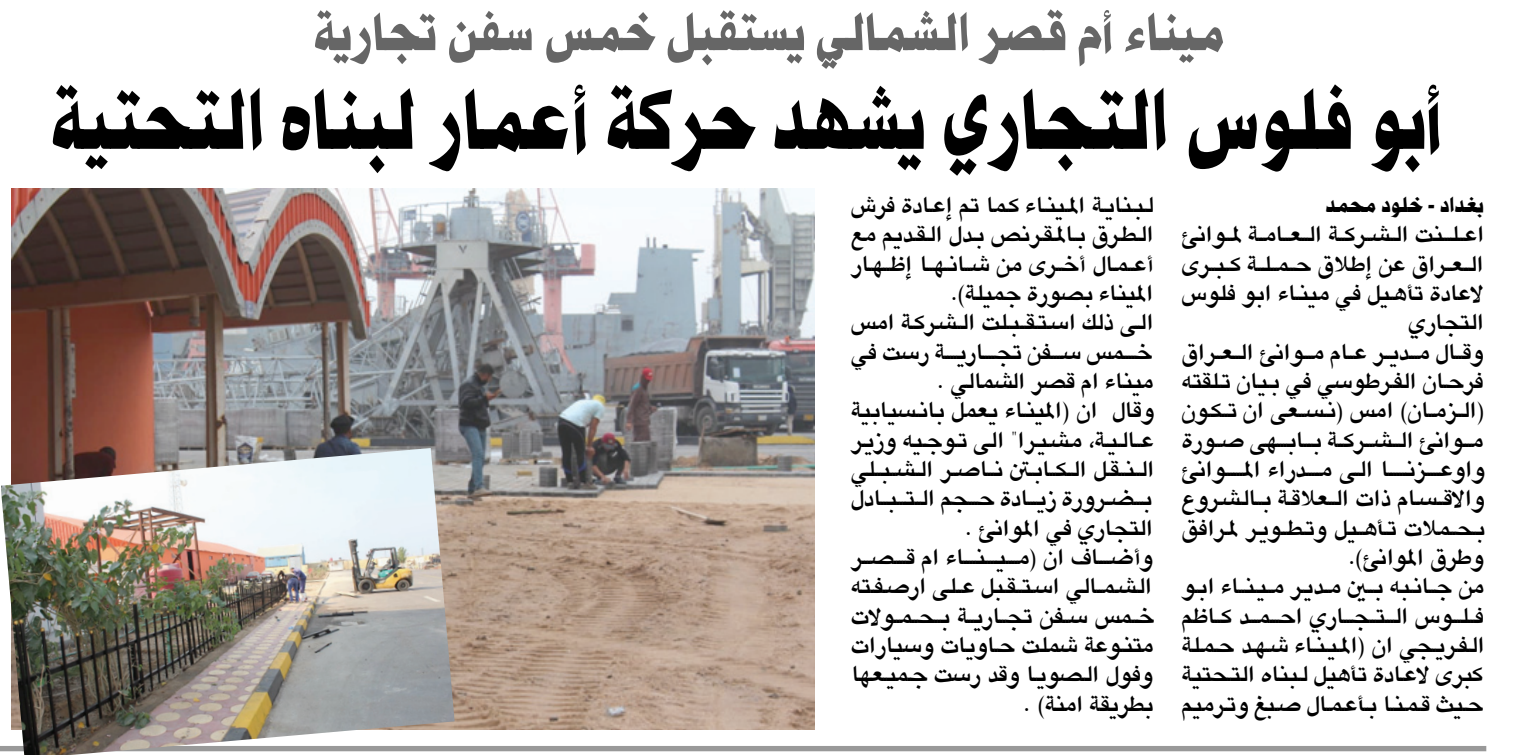 ميناء أم قصر الشمالي يستقبل خمس سفن تجارية
أبو فلوس التجاري يشهد حركة أعمار لبناه التحتية
بغداد - خلود محمد
اعلنت الشركة العامة لموانئ
العراق عن إطلاق حملة كبرى
لاعادة تأهيل في ميناء ابو فلوس
التجاري
وقال مدير عام موانئ العراق
فرحان الفرطوسي في بيان تلقته
(الزمان) امس (نسعى ان تكون
موانئ الشركة بابهى صورة
واوعزنا الى مدراء الموانئ
والاقسام ذات العلاقة بالشروع
بحملات تأهيل وتطوير لمرافق
وطرق الموانئ).
من جانبه بين مدير ميناء ابو
فلوس التجاري احمد كاظم
الفريجي ان (الميناء شهد حملة
كبرى لاعادة تأهيل لبناه التحتية
حيث قمنا بأعمال صبغ وترميم
لبناية الميناء كما تم إعادة فرش
الطرق بالمقرنص بدل القديم مع
أعمال أخرى من شانها إظهار
الميناء بصورة جميلة).
الى ذلك استقبلت الشركة امس
خمس سفن تجارية رست في
ميناء ام قصر الشمالي .
وقال ان (الميناء يعمل بانسيابية
عالية، مشيرا" الى توجيه وزير
النقل الكابتن ناصر الشبلي
بضرورة زيادة حجم التبادل
التجاري في الموانئ .
وأضاف ان (ميناء ام قصر
الشمالي استقبل على ارصفته
خمس سفن تجارية بحمولات
متنوعة شملت حاويات وسيارات
وفول الصويا وقد رست جميعها
بطريقة امنة) .